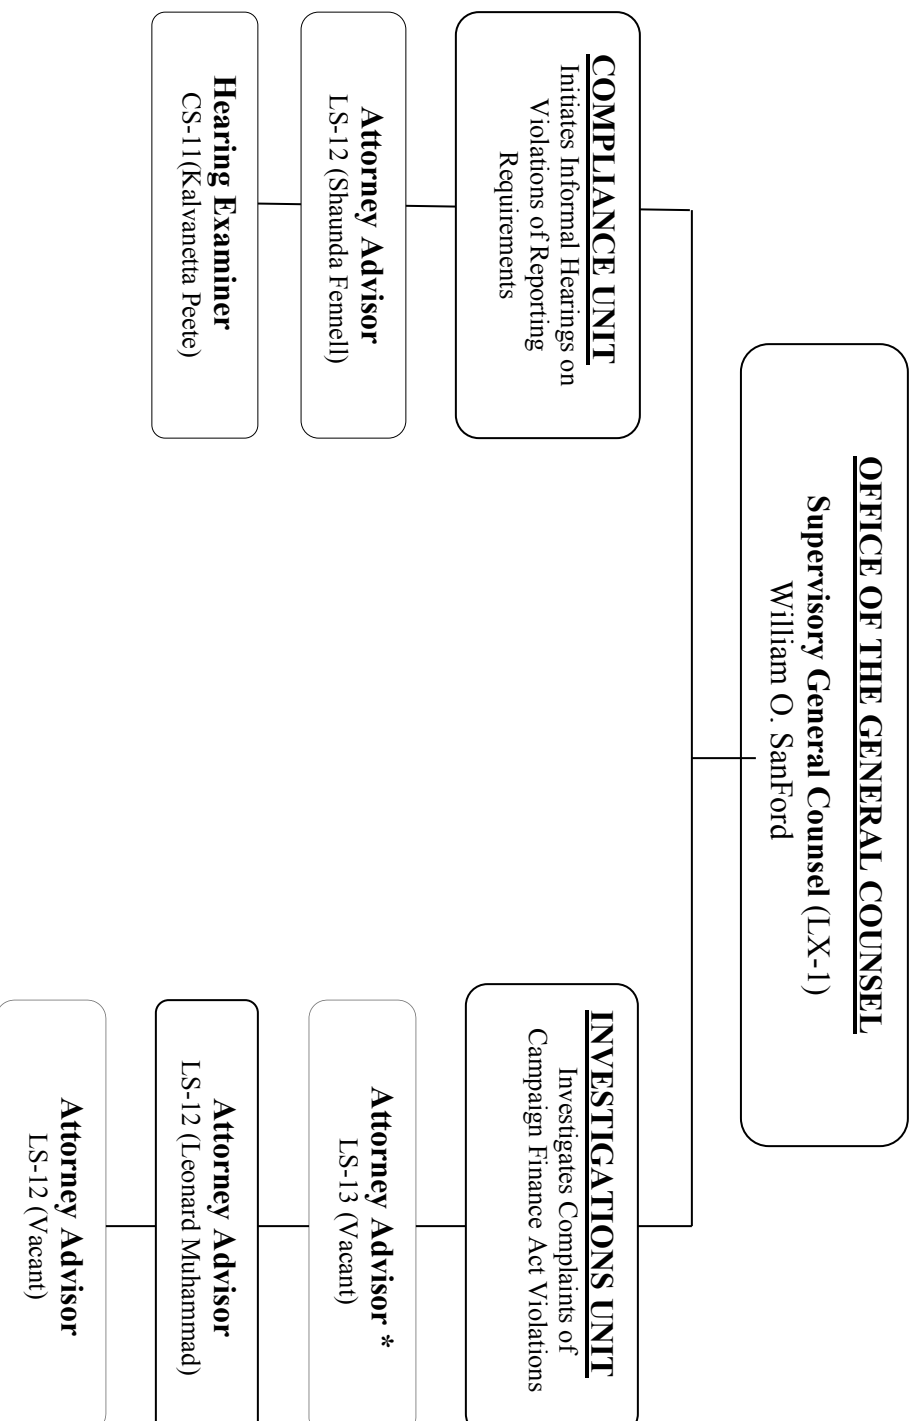 OFFICE OF THE GENERAL COUNSEL
Supervisory General Counsel (LX-1)
William O. SanFord
COMPLIANCE UNIT
Initiates Informal Hearings on
Violations of Reporting
Requirements
Attorney Advisor
LS-12 (Shaunda Fennell)
Hearing Examiner
CS-11(Kalvanetta Peete)
INVESTIGATIONS UNIT
Investigates Complaints of
Campaign Finance Act Violations
Attorney Advisor *
LS-13 (Vacant)
Attorney Advisor
LS-12 (Leonard Muhammad)
Attorney Advisor
LS-12 (Vacant)